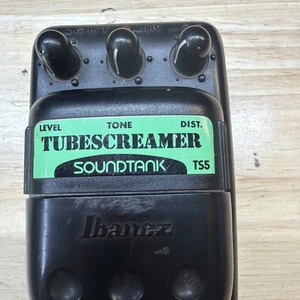 LEVEL TONE DIST.
TUBESCREAMER
SOUNDTANK TS5
Ibanez